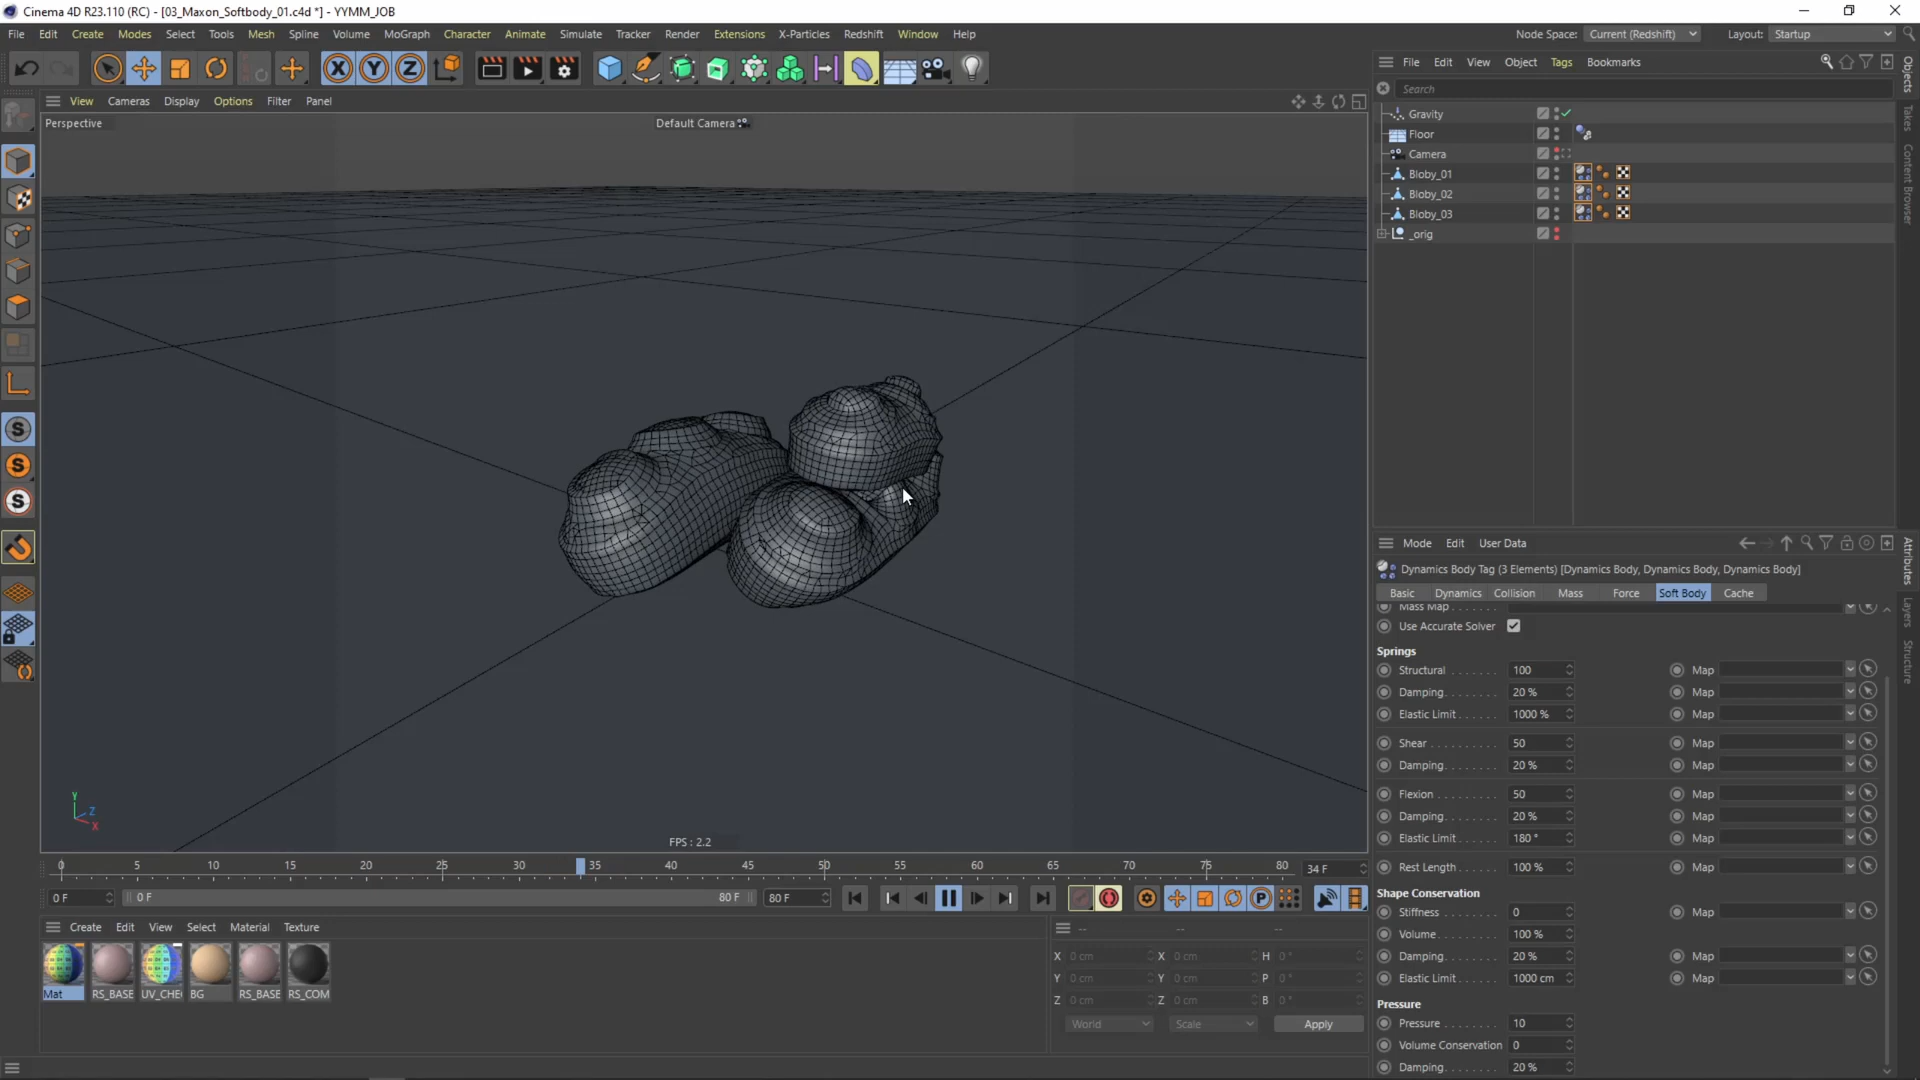 Cinema 4D R23.110 (RC) - [03_Maxon_Softbody_01.c4d *] - YYMM_JOB
File Edit Create Modes Select Tools Mesh Spline Volume MoGraph Character Animate Simulate Tracker Render Extensions X-Particles Redshift Window Help Node Space: Current (Redshift) Layout: Startup
X Y Z
File Edit View Object Tags Bookmarks
View Cameras Display Options Filter Panel
Search
Perspective
Default Camera
Gravity
Floor
Camera
Bloby_01
Bloby_02
Bloby_03
_orig
Objects
Takes
Content Browser
S
S
S
Mode Edit User Data
Dynamics Body Tag (3 Elements) [Dynamics Body, Dynamics Body, Dynamics Body]
Basic Dynamics Collision Mass Force Soft Body Cache
Mass Map
Use Accurate Solver
Springs
Structural 100 Map
Damping 20 % Map
Elastic Limit 1000 % Map
Shear 50 Map
Damping 20 % Map
Flexion 50 Map
Damping 20 % Map
Elastic Limit 180 ° Map
Rest Length 100 % Map
Shape Conservation
Stiffness 0 Map
Volume 100 %
Damping 20 % Map
Elastic Limit 1000 cm Map
Pressure
Pressure 10
Volume Conservation 0
Damping 20 %
Attributes
Layers
Structure
Y
Z
X
FPS : 2.2
0 5 10 15 20 25 30 35 40 45 50 55 60 65 70 75 80 34 F
0 F 0 F 80 F 80 F P
Create Edit View Select Material Texture
Mat RS_BASE UV_CHE BG RS_BASE RS_COM
-- -- --
X 0 cm X 0 cm H 0 °
Y 0 cm Y 0 cm P 0 °
Z 0 cm Z 0 cm B 0 °
World Scale Apply